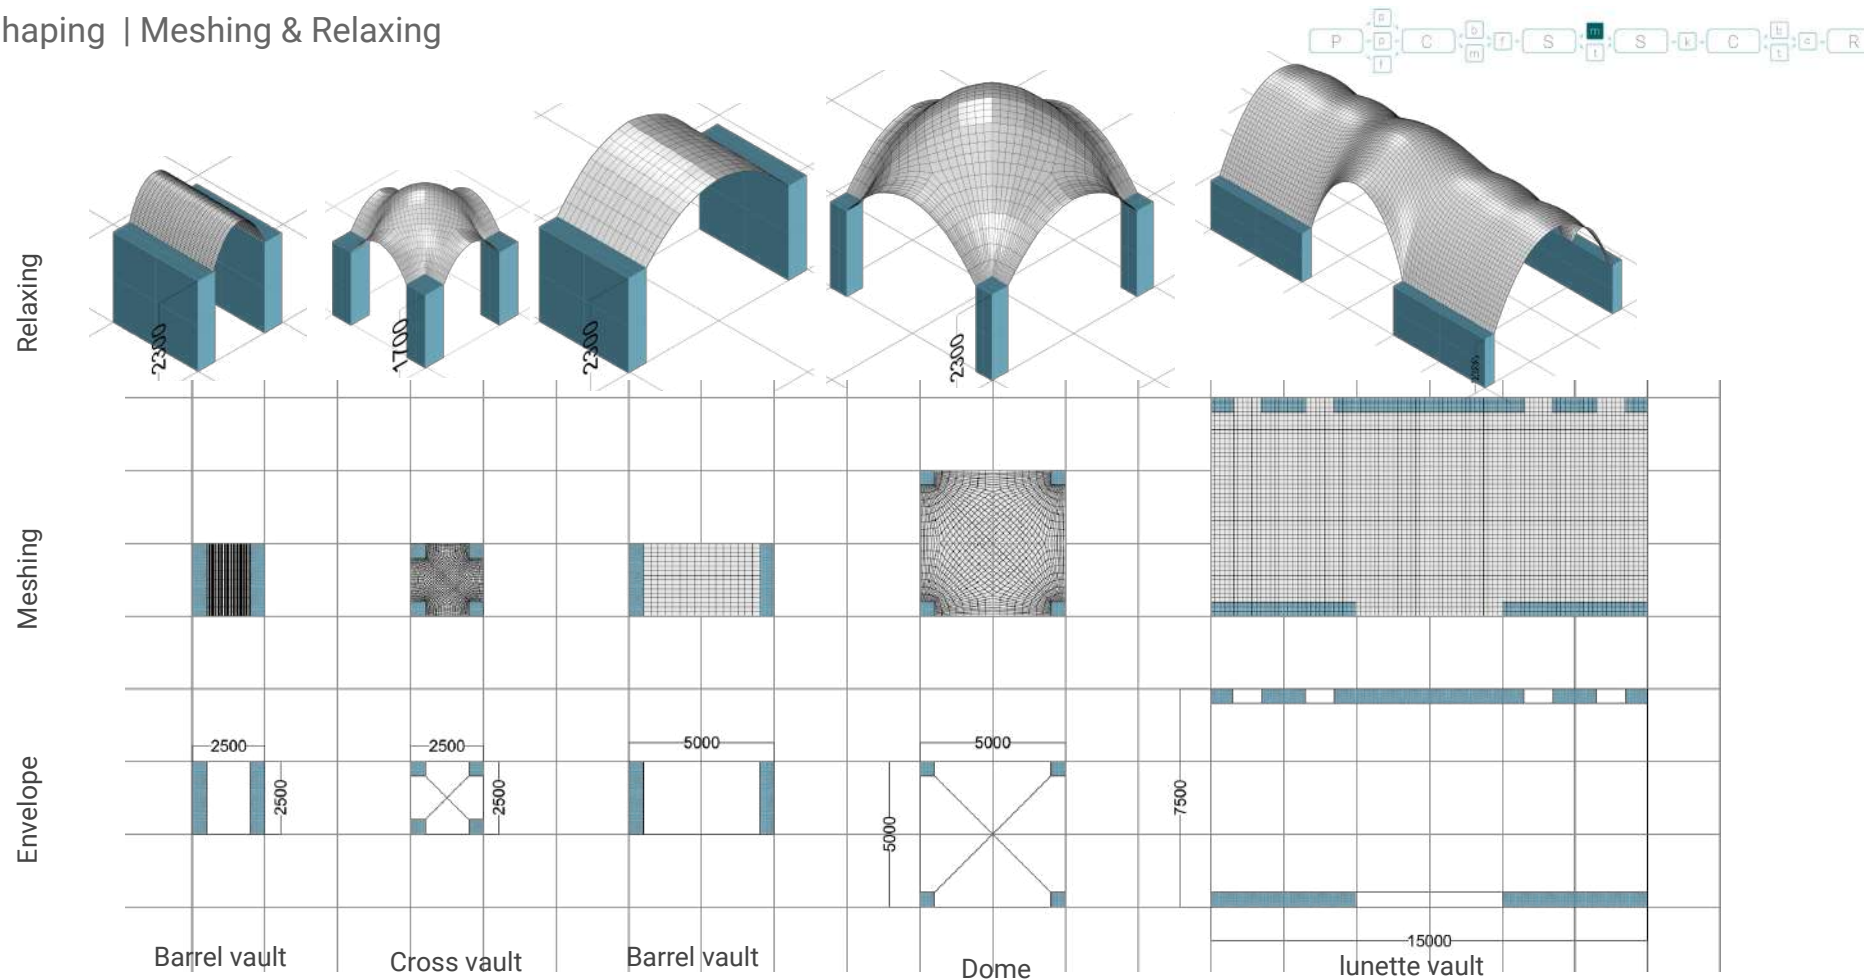 haping | Meshing & Relaxing
p
P p C b f S m S k C b c R
f m t t
Relaxing
2300
1700
2300
2300
Meshing
Envelope
2500
2500
5000
5000
2500
2500
5000
7500
15000
Barrel vault
Cross vault
Barrel vault
Dome
lunette vault